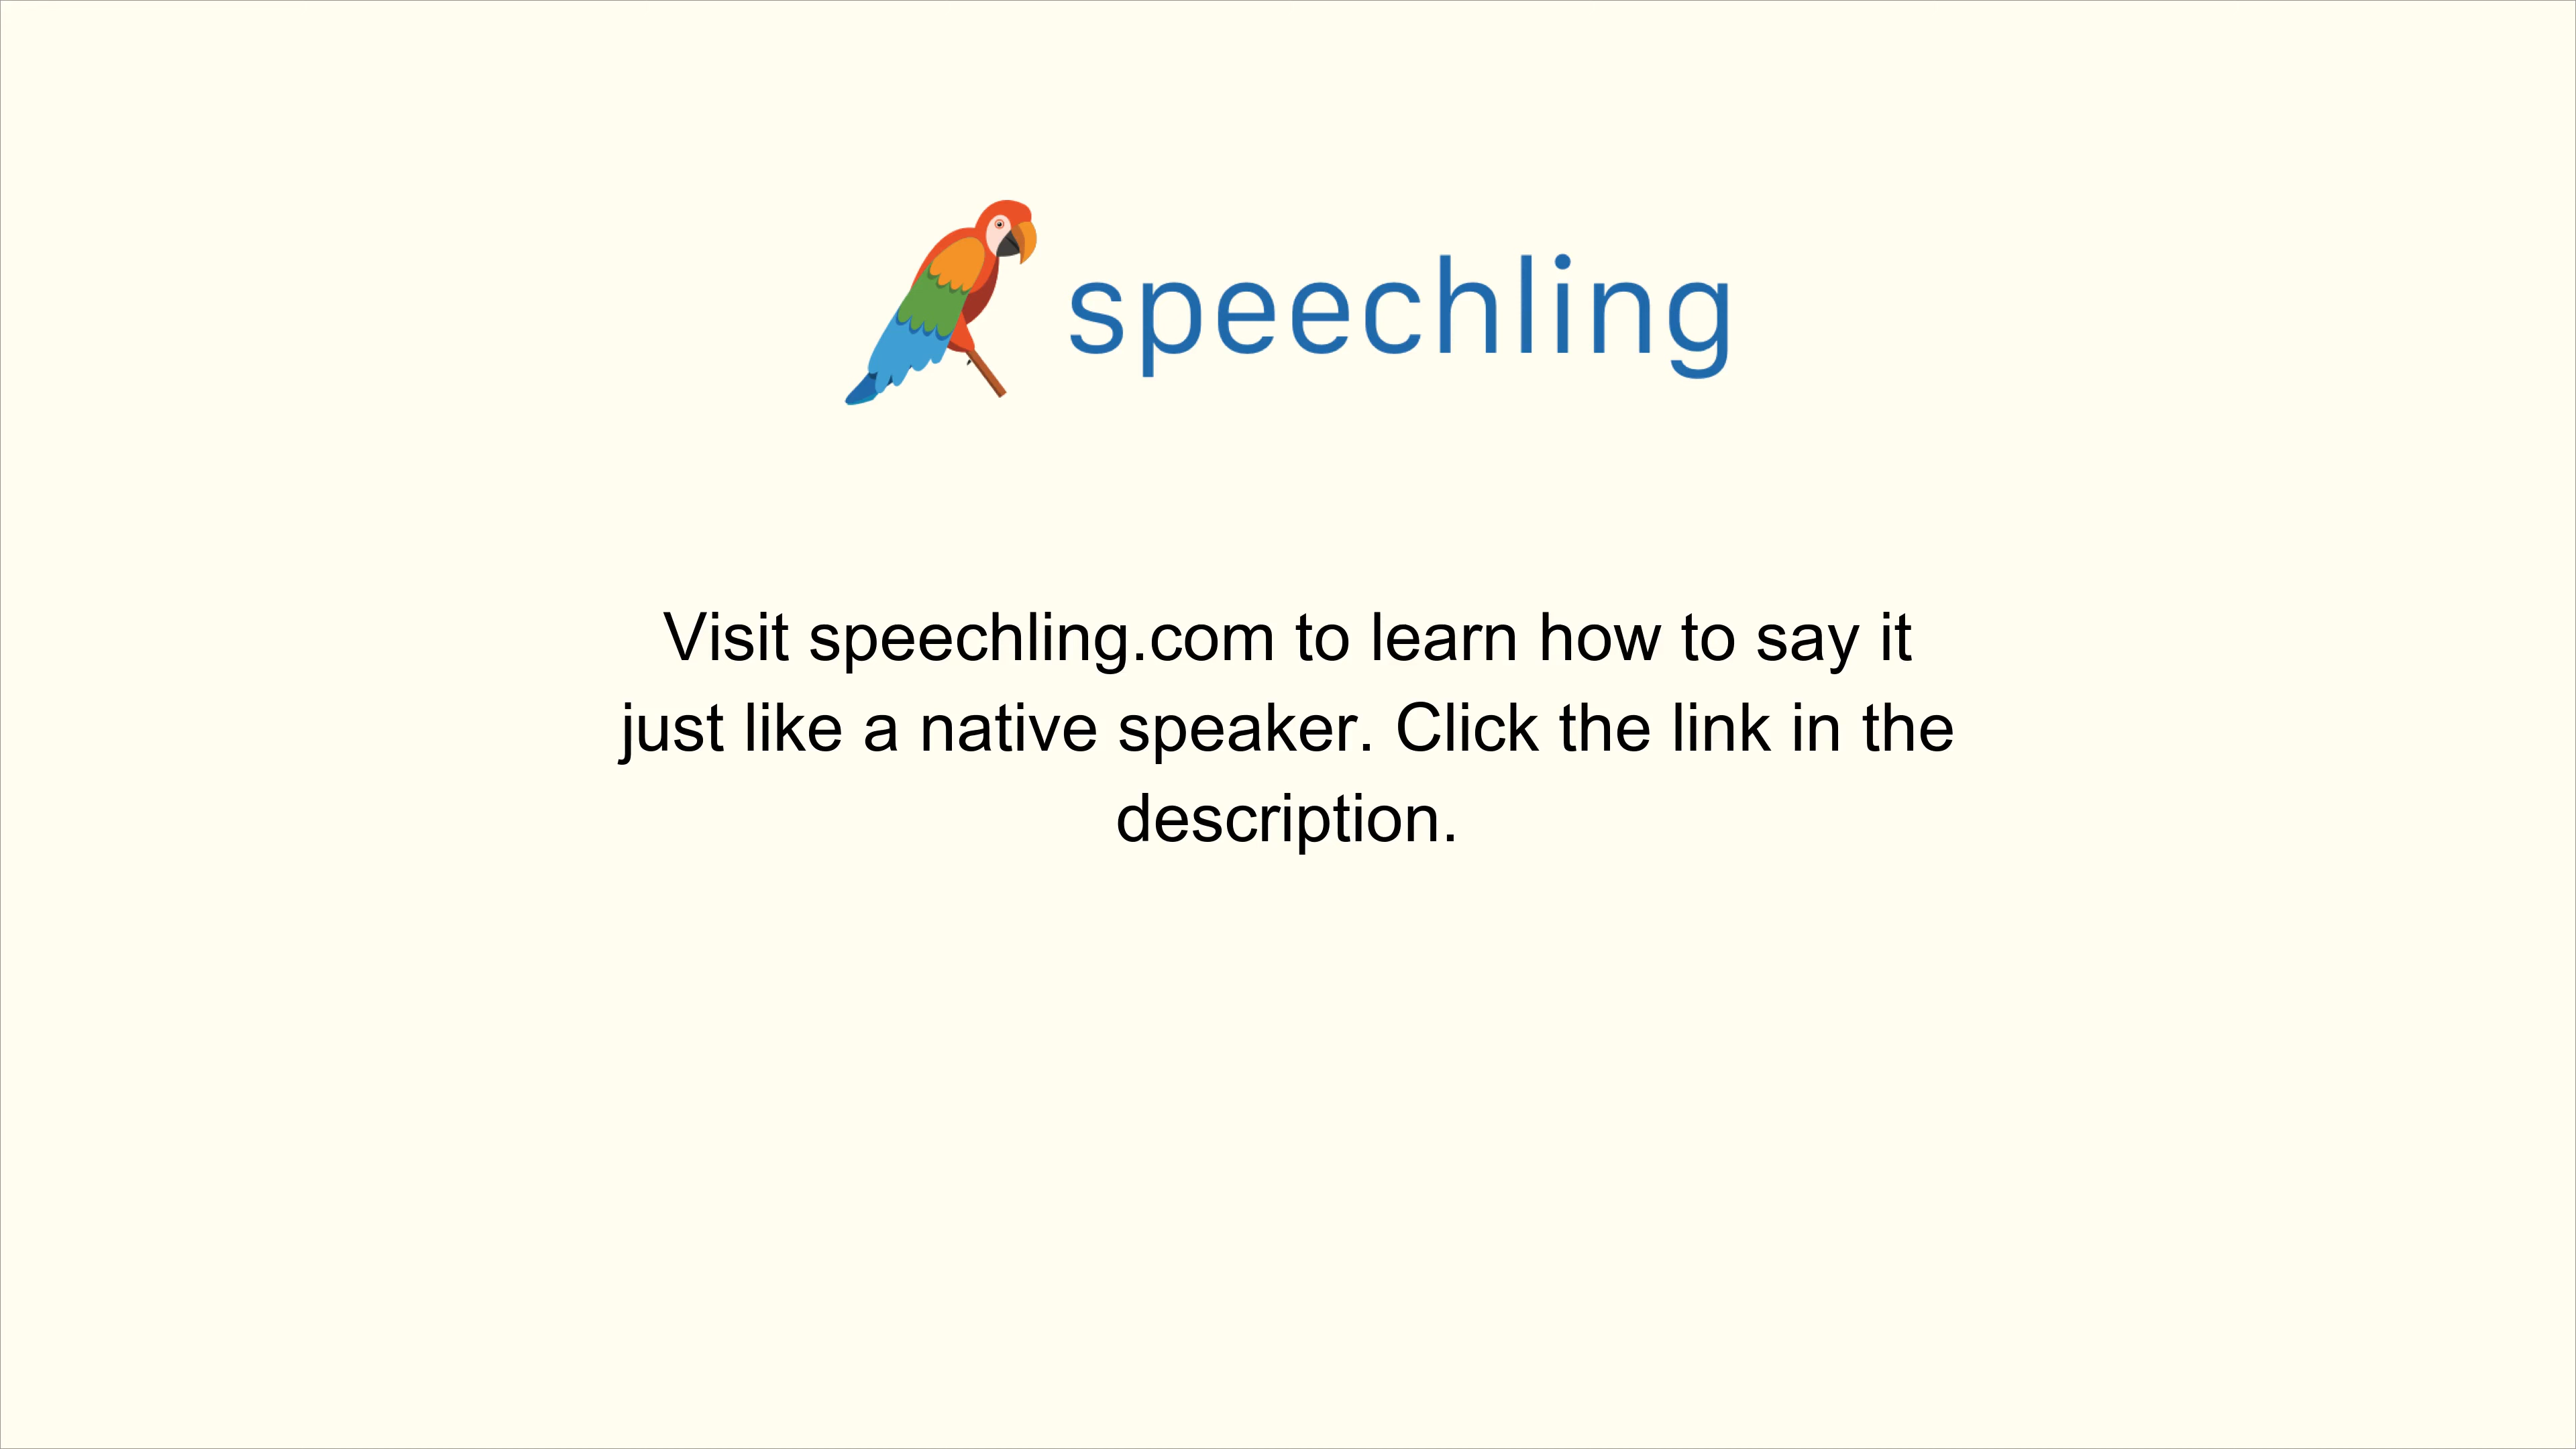 speechling
Visit speechling.com to learn how to say it
just like a native speaker. Click the link in the
description.